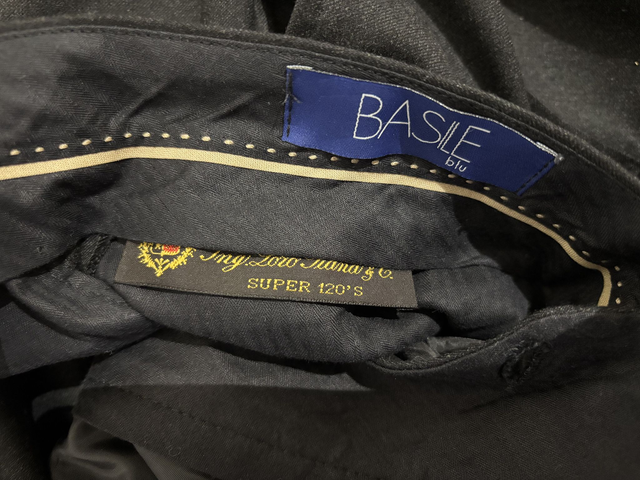 BASILE
blu
Ing. Loro Piana & C.
SUPER 120'S